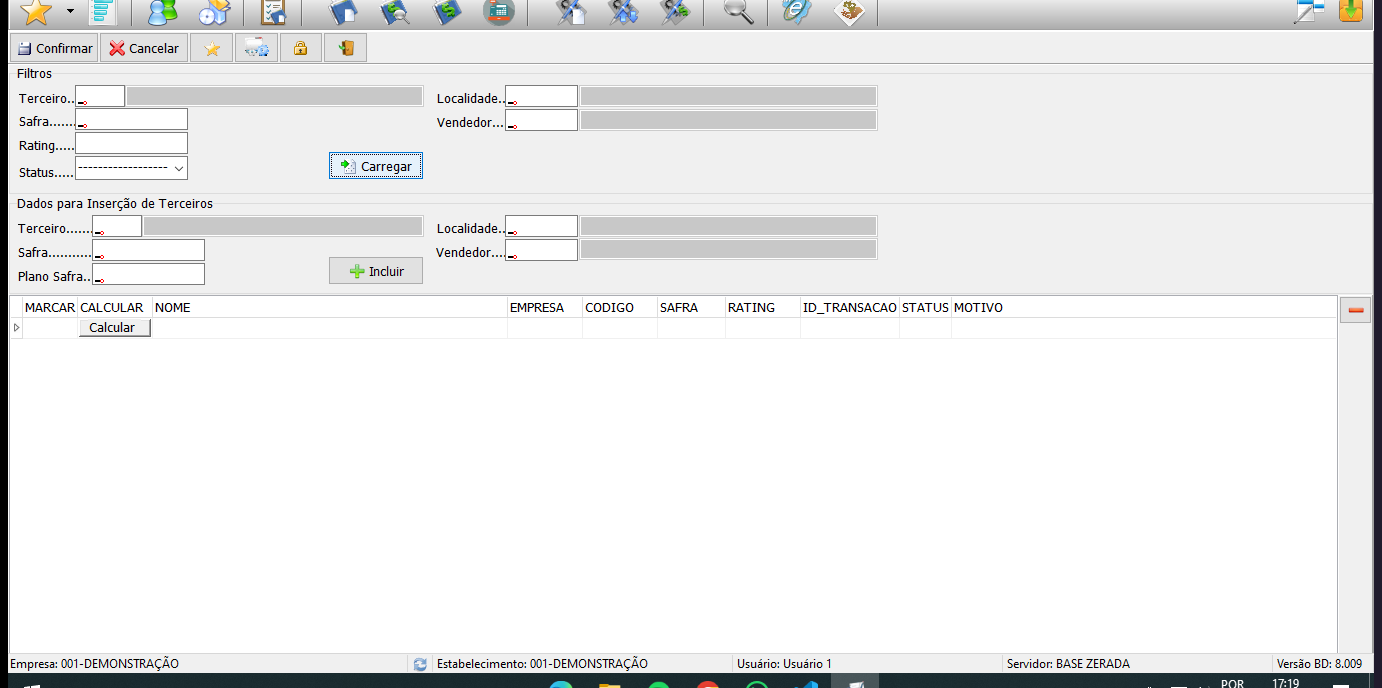 Confirmar Cancelar
Filtros
Terceiro.. Localidade..
Safra....... Vendedor...
Rating.....
Status..... ------------------ Carregar
Dados para Inserção de Terceiros
Terceiro....... Localidade..
Safra........... Vendedor....
Plano Safra.. Incluir
MARCAR CALCULAR NOME EMPRESA CODIGO SAFRA RATING ID_TRANSACAO STATUS MOTIVO
Calcular
Empresa: 001-DEMONSTRAÇÃO Estabelecimento: 001-DEMONSTRAÇÃO Usuário: Usuário 1 Servidor: BASE ZERADA Versão BD: 8.009
POR 17:19